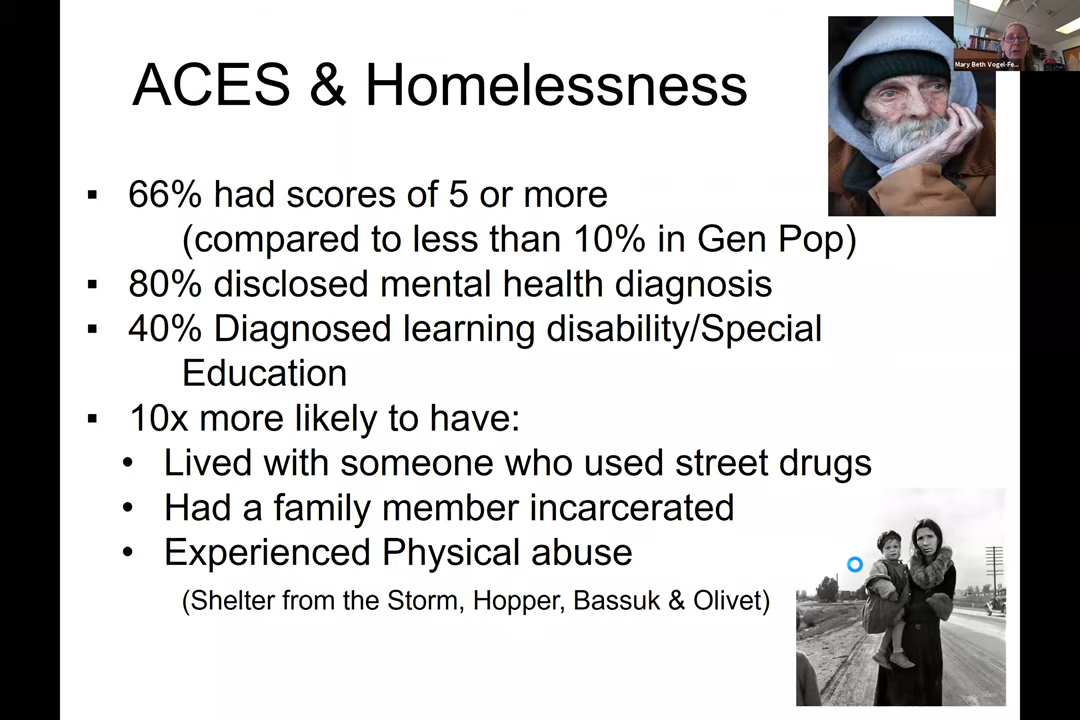 ACES & Homelessness
Mary Beth Vogel-Fe...
▪ 66% had scores of 5 or more
(compared to less than 10% in Gen Pop)
▪ 80% disclosed mental health diagnosis
▪ 40% Diagnosed learning disability/Special
Education
▪ 10x more likely to have:
• Lived with someone who used street drugs
• Had a family member incarcerated
• Experienced Physical abuse
(Shelter from the Storm, Hopper, Bassuk & Olivet)